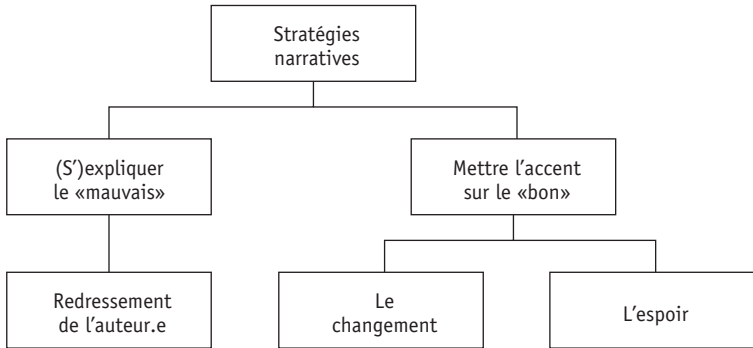 Stratégies
narratives
(S')expliquer
le «mauvais»
Mettre l'accent
sur le «bon»
Redressement
de l'auteur.e
Le
changement
L'espoir